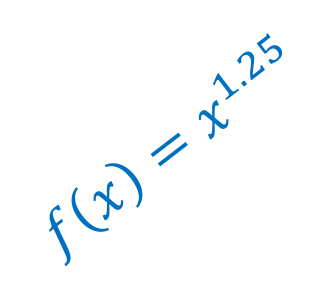 f(x) = x^{1.25}